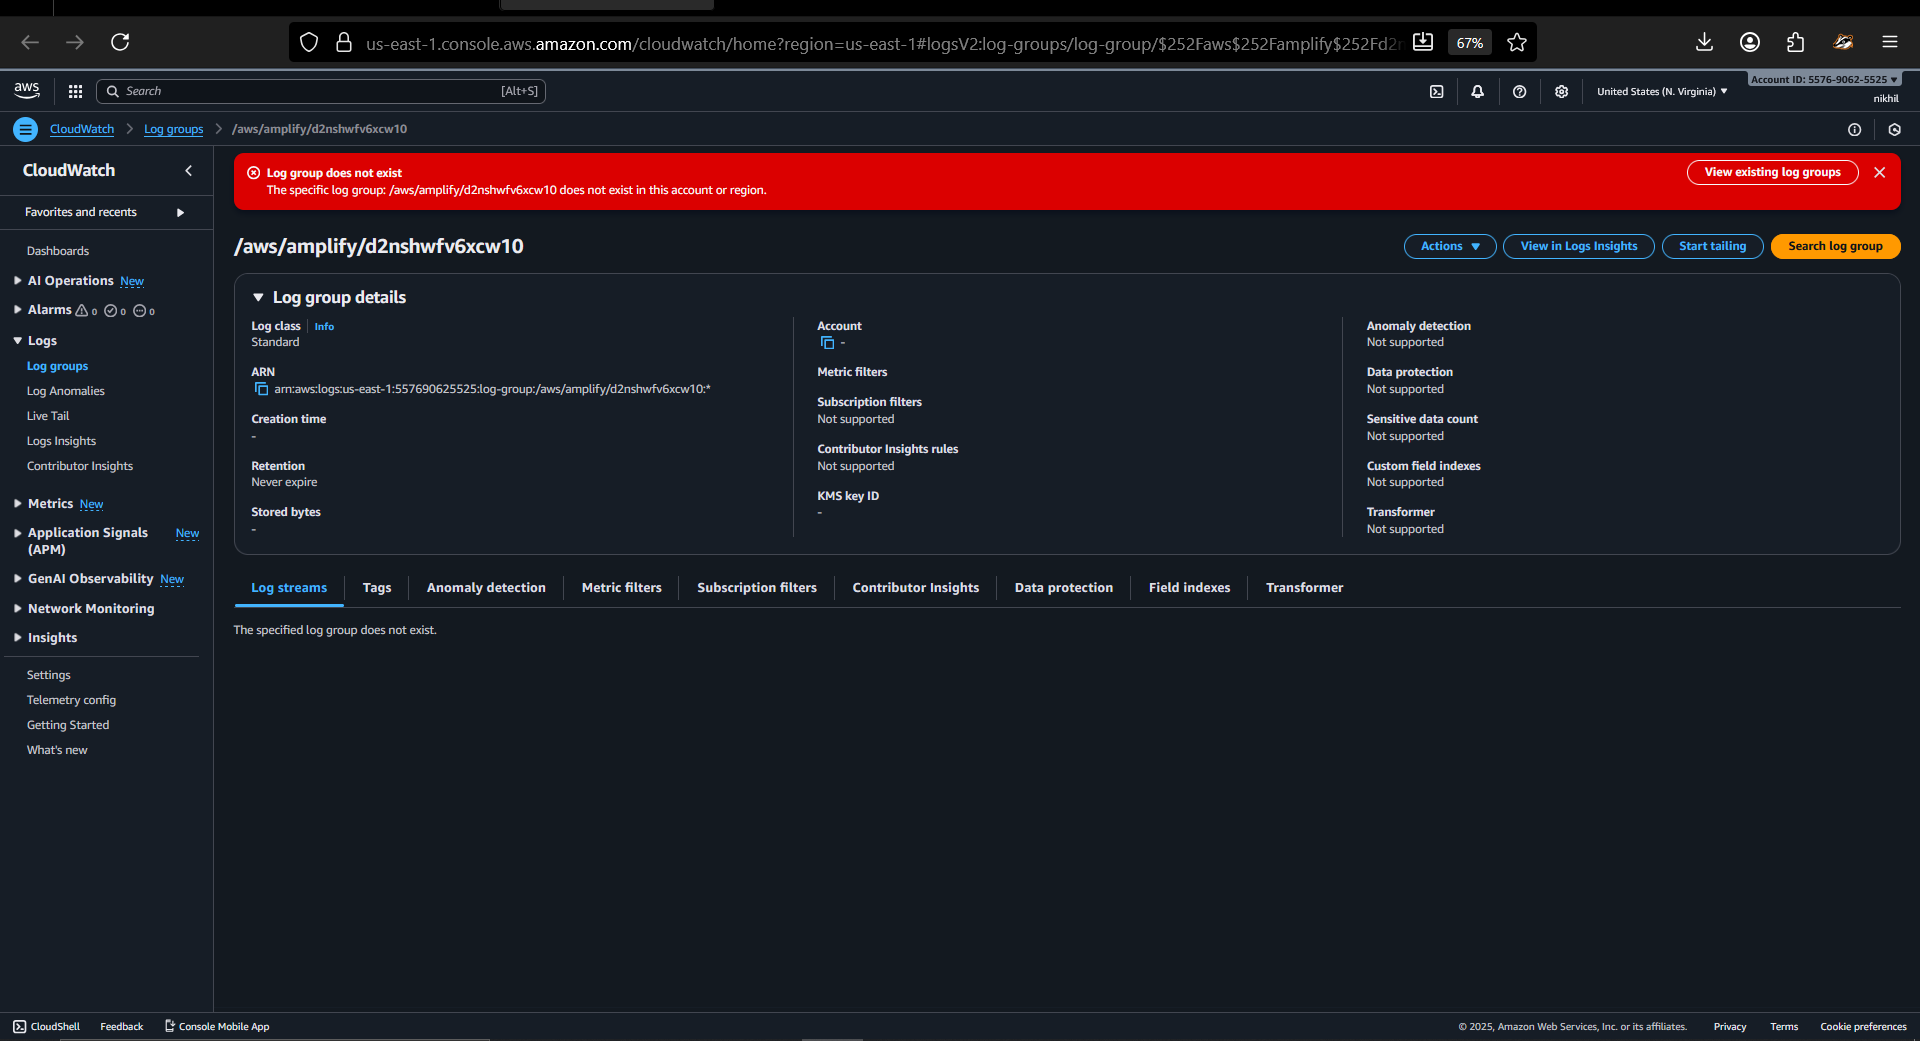 us-east-1.console.aws.amazon.com/cloudwatch/home?region=us-east-1#logsV2:log-groups/log-group/$252Faws$252Famplify$252Fd2n
67%
aws
Search
[Alt+S]
United States (N. Virginia)
Account ID: 5576-9062-5525
nikhil
CloudWatch
Log groups
/aws/amplify/d2nshwfv6xcw10
CloudWatch
Favorites and recents
Dashboards
AI Operations New
Alarms 0 0 0
Logs
Log groups
Log Anomalies
Live Tail
Logs Insights
Contributor Insights
Metrics New
Application Signals (APM) New
GenAI Observability New
Network Monitoring
Insights
Settings
Telemetry config
Getting Started
What's new
Log group does not exist
The specific log group: /aws/amplify/d2nshwfv6xcw10 does not exist in this account or region.
View existing log groups
/aws/amplify/d2nshwfv6xcw10
Actions
View in Logs Insights
Start tailing
Search log group
Log group details
Log class
Info
Standard
ARN
arn:aws:logs:us-east-1:557690625525:log-group:/aws/amplify/d2nshwfv6xcw10:*
Creation time
-
Retention
Never expire
Stored bytes
-
Account
-
Metric filters
Subscription filters
Not supported
Contributor Insights rules
Not supported
KMS key ID
-
Anomaly detection
Not supported
Data protection
Not supported
Sensitive data count
Not supported
Custom field indexes
Not supported
Transformer
Not supported
Log streams
Tags
Anomaly detection
Metric filters
Subscription filters
Contributor Insights
Data protection
Field indexes
Transformer
The specified log group does not exist.
CloudShell
Feedback
Console Mobile App
© 2025, Amazon Web Services, Inc. or its affiliates.
Privacy
Terms
Cookie preferences